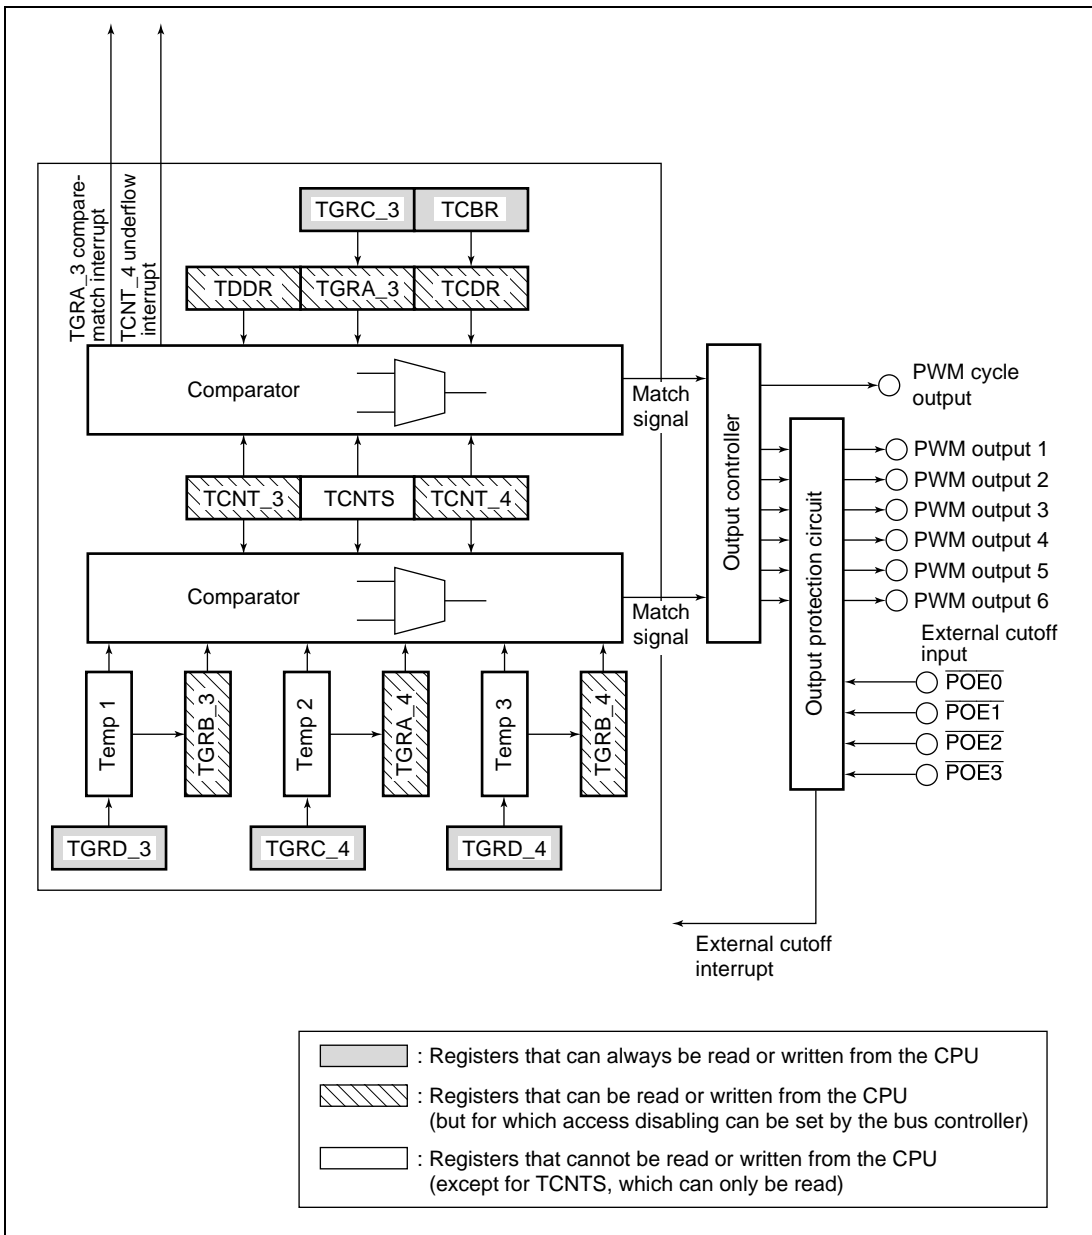 TGRA_3 compare-
match interrupt
TCNT_4 underflow
interrupt
TGRC_3 TCBR
TDDR TGRA_3 TCDR
Comparator
Match
signal
TCNT_3 TCNTS TCNT_4
Comparator
Match
signal
Temp 1
TGRB_3
Temp 2
TGRA_4
Temp 3
TGRB_4
TGRD_3 TGRC_4 TGRD_4
Output controller
Output protection circuit
PWM cycle
output
PWM output 1
PWM output 2
PWM output 3
PWM output 4
PWM output 5
PWM output 6
External cutoff
input
P̅O̅E̅0̅
P̅O̅E̅1̅
P̅O̅E̅2̅
P̅O̅E̅3̅
External cutoff
interrupt
: Registers that can always be read or written from the CPU
: Registers that can be read or written from the CPU
(but for which access disabling can be set by the bus controller)
: Registers that cannot be read or written from the CPU
(except for TCNTS, which can only be read)